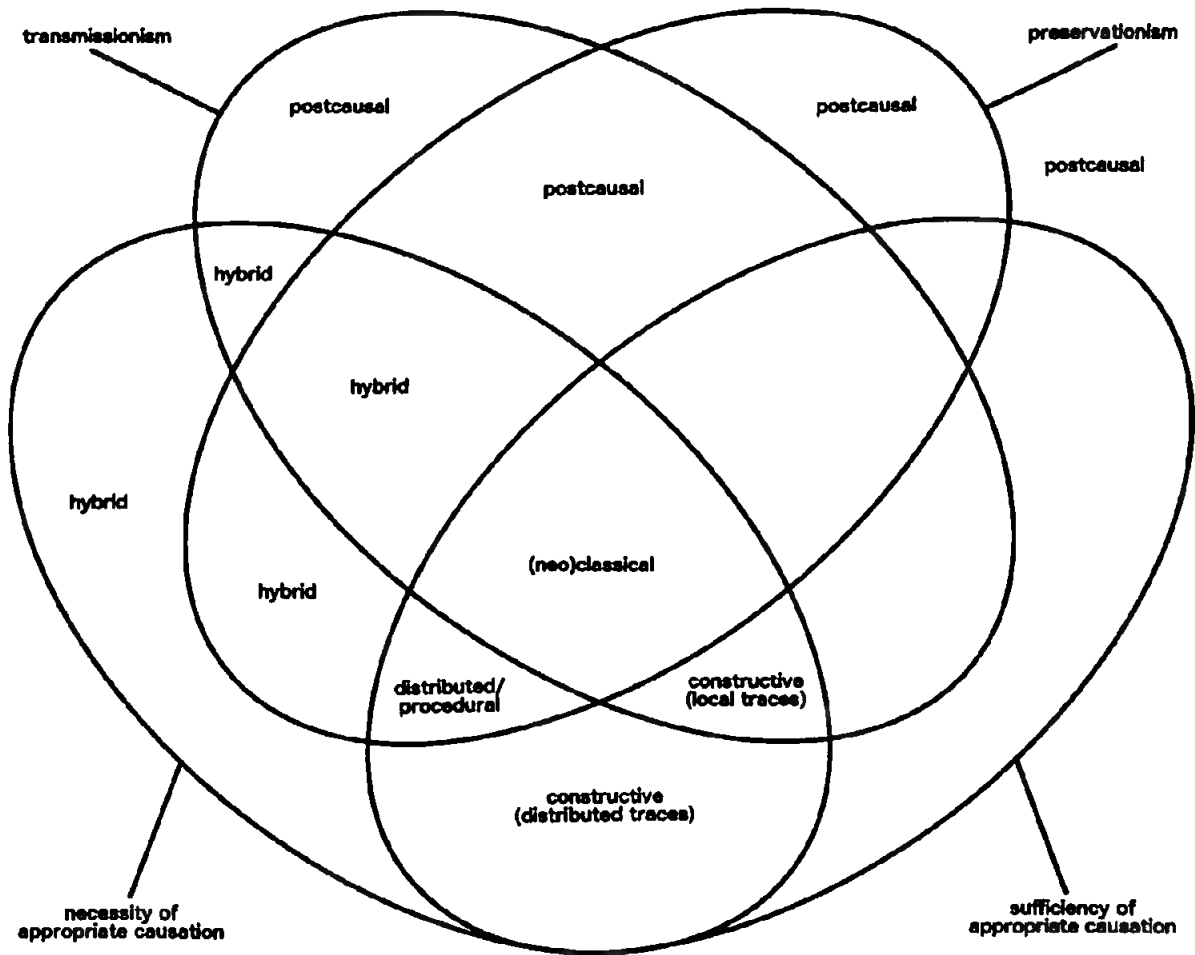 transmissionism
preservationism
postcausal
postcausal
postcausal
postcausal
hybrid
hybrid
hybrid
hybrid
(neo)classical
distributed/
procedural
constructive
(local traces)
constructive
(distributed traces)
necessity of
appropriate causation
sufficiency of
appropriate causation